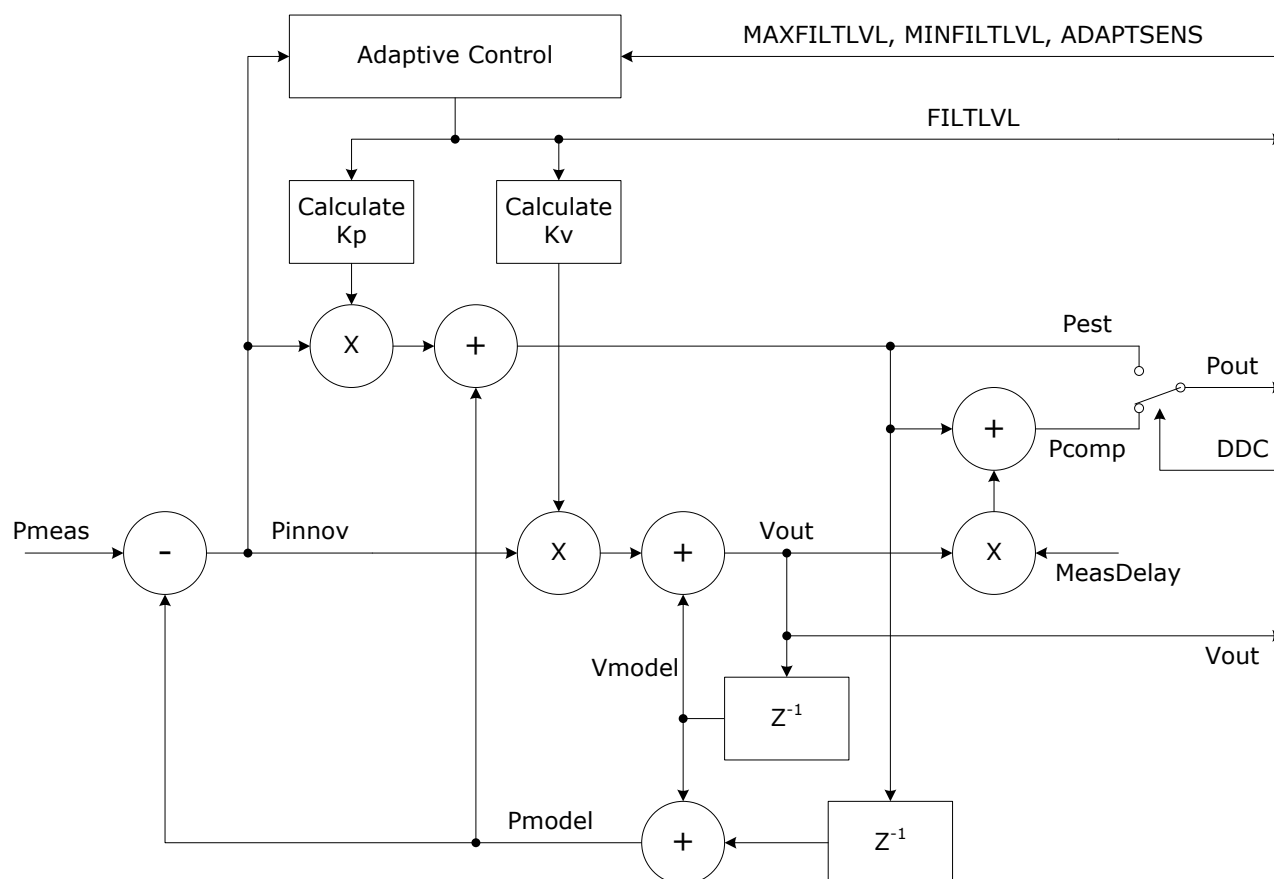 MAXFILTLVL, MINFILTLVL, ADAPTSENS
Adaptive Control
FILTLVL
Calculate
Kp
Calculate
Kv
Pest
X
+
Pout
+
Pcomp
DDC
Pmeas
-
Pinnov
X
+
Vout
X
MeasDelay
Vmodel
Vout
Z-1
Pmodel
+
Z-1